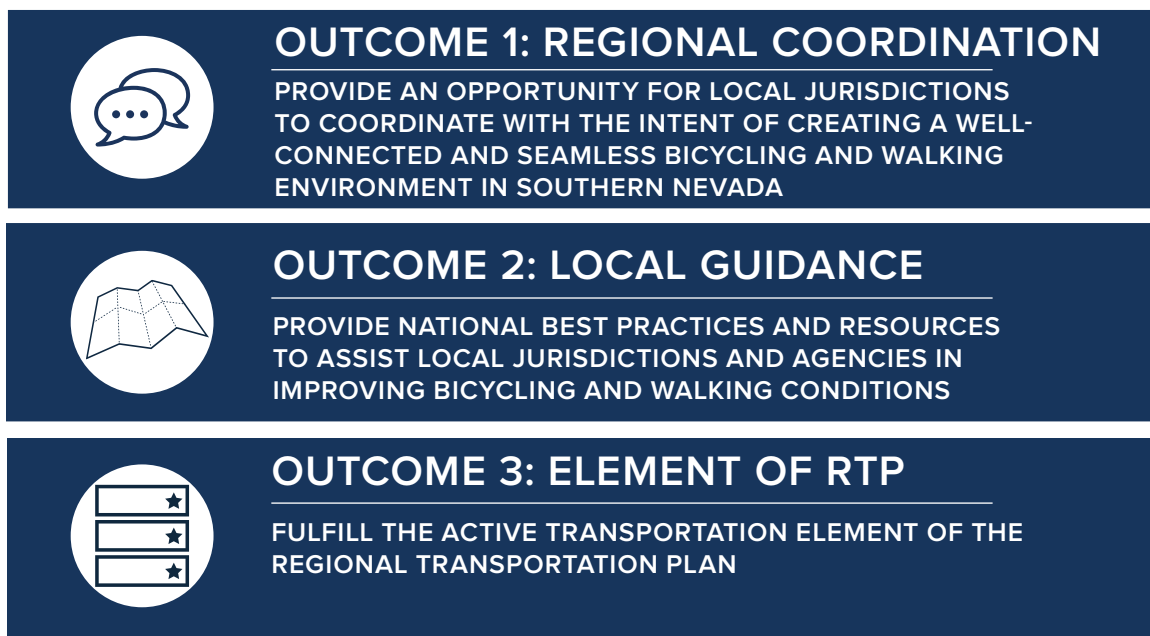 OUTCOME 1: REGIONAL COORDINATION
PROVIDE AN OPPORTUNITY FOR LOCAL JURISDICTIONS
TO COORDINATE WITH THE INTENT OF CREATING A WELL-
CONNECTED AND SEAMLESS BICYCLING AND WALKING
ENVIRONMENT IN SOUTHERN NEVADA
OUTCOME 2: LOCAL GUIDANCE
PROVIDE NATIONAL BEST PRACTICES AND RESOURCES
TO ASSIST LOCAL JURISDICTIONS AND AGENCIES IN
IMPROVING BICYCLING AND WALKING CONDITIONS
OUTCOME 3: ELEMENT OF RTP
FULFILL THE ACTIVE TRANSPORTATION ELEMENT OF THE
REGIONAL TRANSPORTATION PLAN